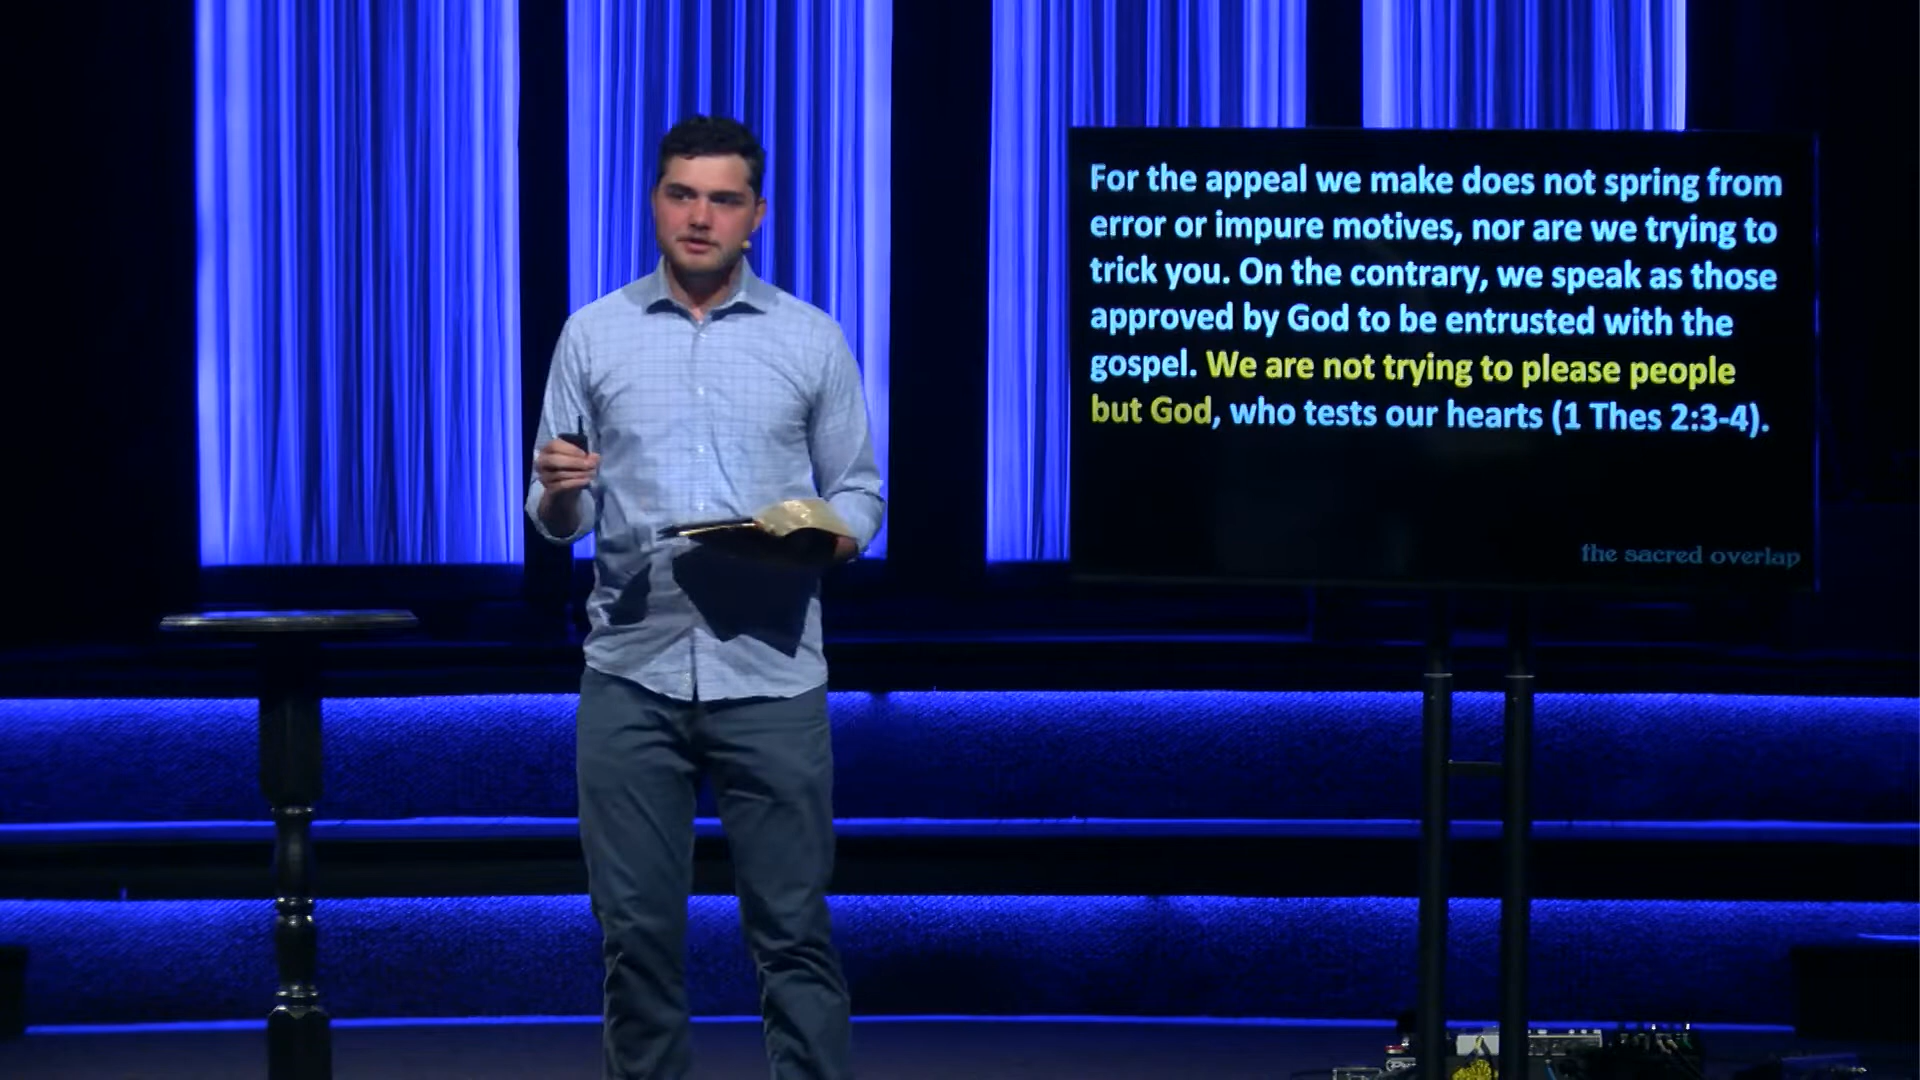 For the appeal we make does not spring from
error or impure motives, nor are we trying to
trick you. On the contrary, we speak as those
approved by God to be entrusted with the
gospel. We are not trying to please people
but God, who tests our hearts (1 Thes 2:3-4).
the sacred overlap